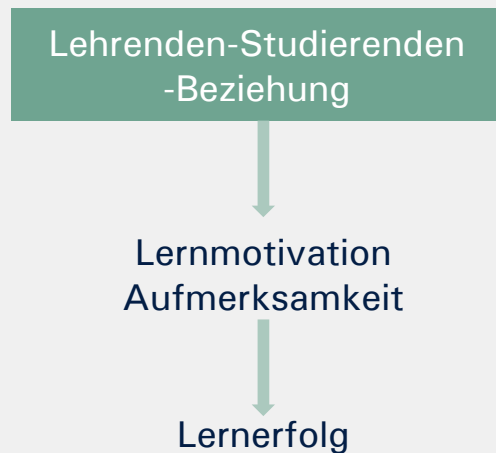 Lehrenden-Studierenden
-Beziehung
Lernmotivation
Aufmerksamkeit
Lernerfolg